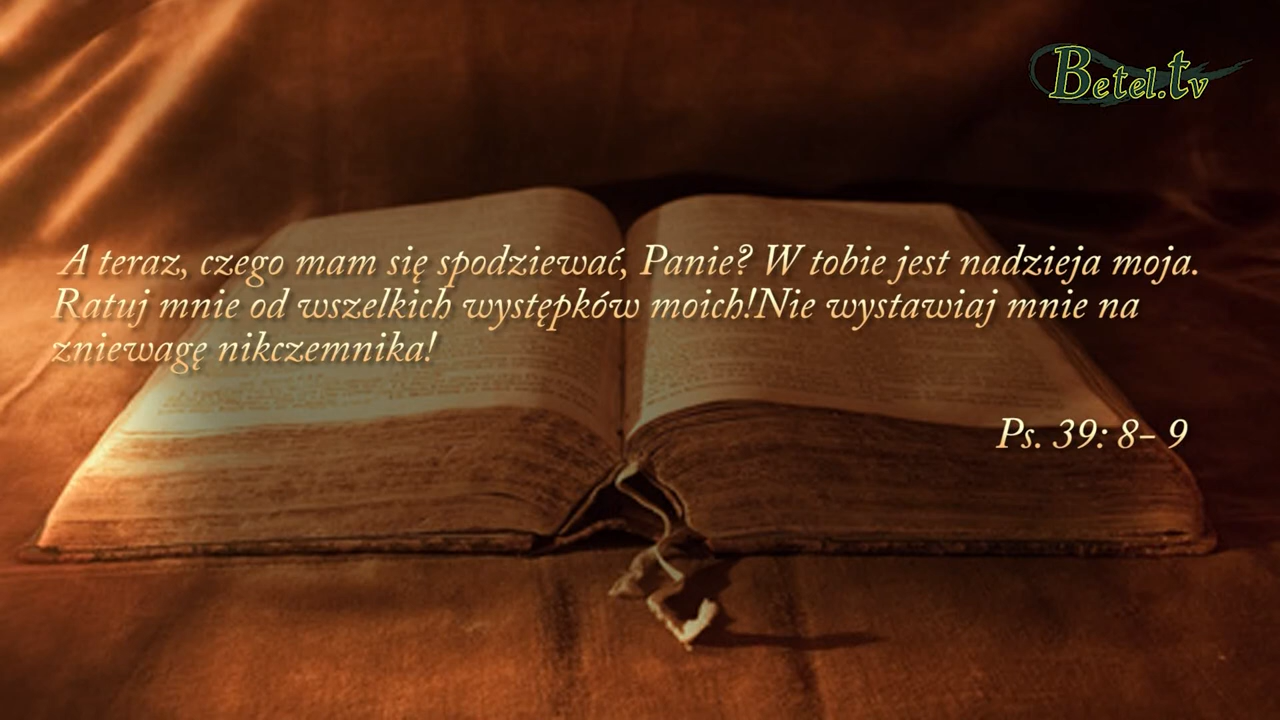 Betel.tv
A teraz, czego mam się spodziewać, Panie? W tobie jest nadzieja moja.
Ratuj mnie od wszelkich występków moich!Nie wystawiaj mnie na
zniewagę nikczemnika!
Ps. 39: 8- 9